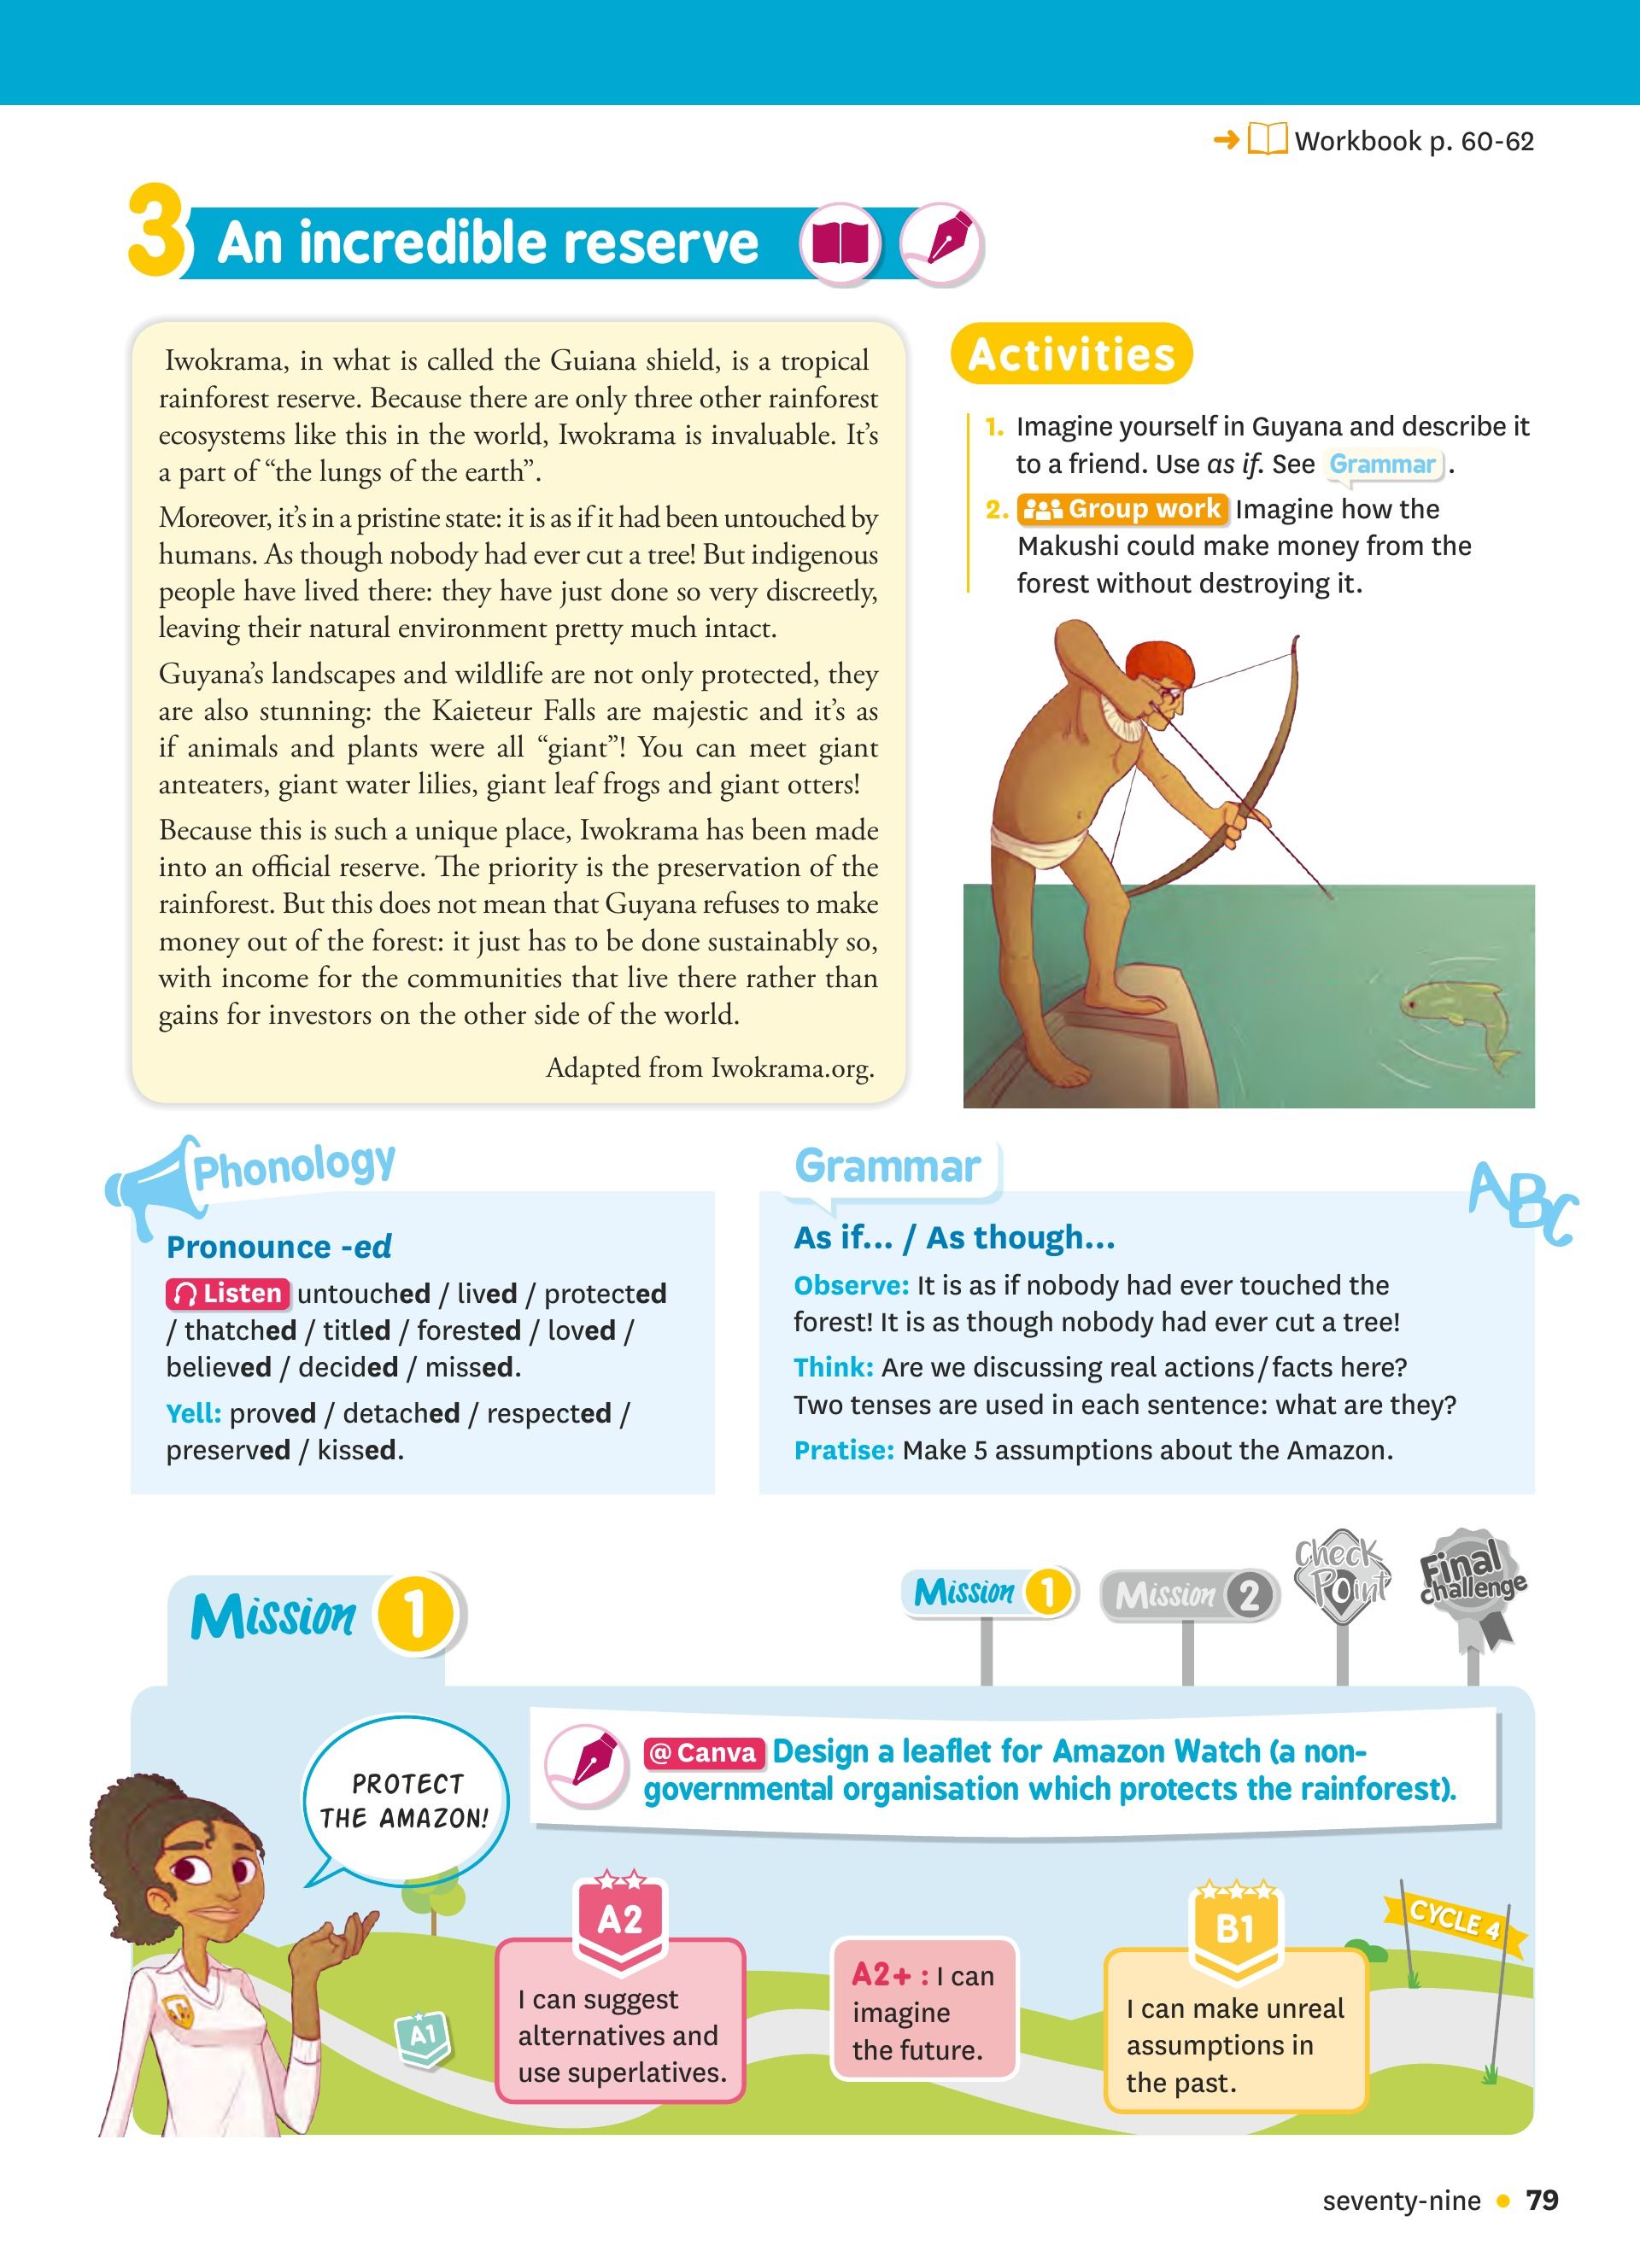 Workbook p. 60-62
3 An incredible reserve
Iwokrama, in what is called the Guiana shield, is a tropical
rainforest reserve. Because there are only three other rainforest
ecosystems like this in the world, Iwokrama is invaluable. It's
a part of “the lungs of the earth”.
Moreover, it's in a pristine state: it is as if it had been untouched by
humans. As though nobody had ever cut a tree! But indigenous
people have lived there: they have just done so very discreetly,
leaving their natural environment pretty much intact.
Guyana's landscapes and wildlife are not only protected, they
are also stunning: the Kaieteur Falls are majestic and it's as
if animals and plants were all “giant”! You can meet giant
anteaters, giant water lilies, giant leaf frogs and giant otters!
Because this is such a unique place, Iwokrama has been made
into an official reserve. The priority is the preservation of the
rainforest. But this does not mean that Guyana refuses to make
money out of the forest: it just has to be done sustainably so,
with income for the communities that live there rather than
gains for investors on the other side of the world.
Adapted from Iwokrama.org.
Activities
1. Imagine yourself in Guyana and describe it
to a friend. Use as if. See Grammar .
2. Group work Imagine how the
Makushi could make money from the
forest without destroying it.
Phonology
Pronounce -ed
Listen untouched / lived / protected
/ thatched / titled / forested / loved /
believed / decided / missed.
Yell: proved / detached / respected /
preserved / kissed.
Grammar
ABC
As if... / As though...
Observe: It is as if nobody had ever touched the
forest! It is as though nobody had ever cut a tree!
Think: Are we discussing real actions/facts here?
Two tenses are used in each sentence: what are they?
Pratise: Make 5 assumptions about the Amazon.
Mission 1
Mission 1
Mission 2
Check
Point
Final
challenge
PROTECT
THE AMAZON!
@ Canva Design a leaflet for Amazon Watch (a non-
governmental organisation which protects the rainforest).
A1
A2
I can suggest
alternatives and
use superlatives.
A2+ : I can
imagine
the future.
B1
I can make unreal
assumptions in
the past.
CYCLE 4
seventy-nine • 79